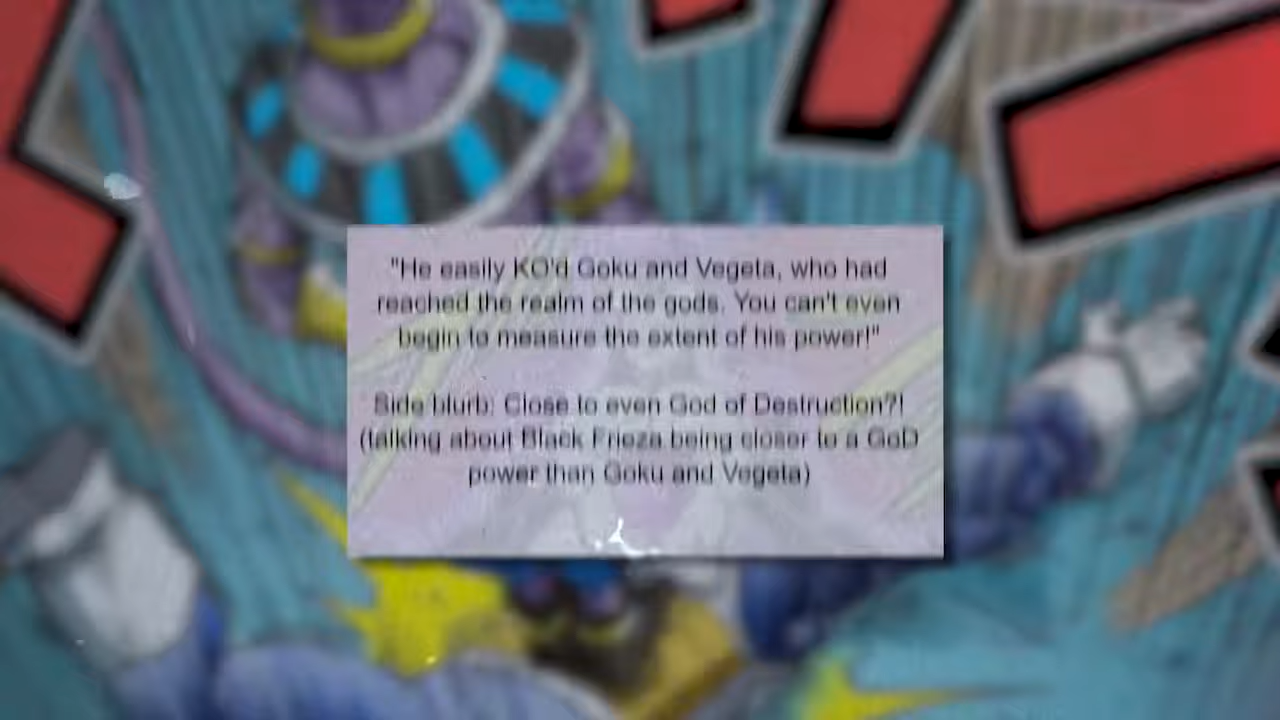 "He easily KO'd Goku and Vegeta, who had
reached the realm of the gods. You can't even
begin to measure the extent of his power!"
Side blurb: Close to even God of Destruction?!
(talking about Black Frieza being closer to a GoD
power than Goku and Vegeta)